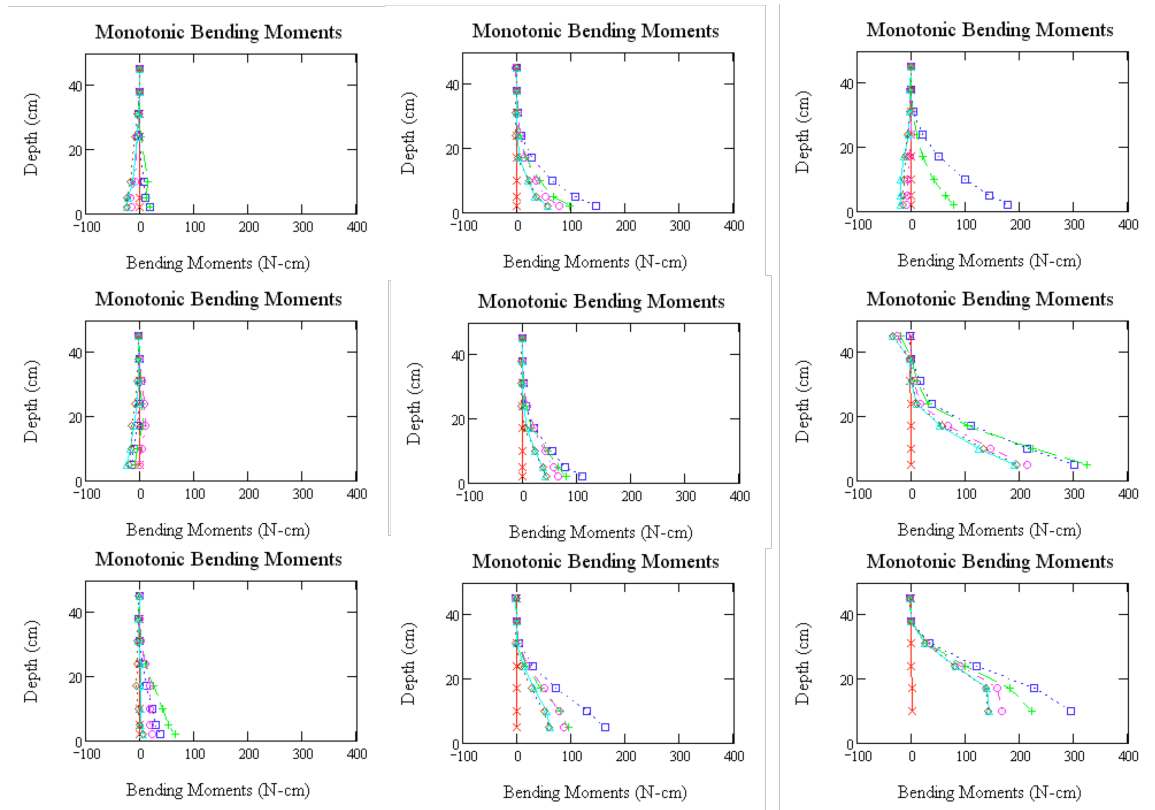 Monotonic Bending Moments
Depth (cm)
40
20
0
−100 0 100 200 300 400
Bending Moments (N-cm)
Monotonic Bending Moments
Depth (cm)
40
20
0
−100 0 100 200 300 400
Bending Moments (N-cm)
Monotonic Bending Moments
Depth (cm)
40
20
0
−100 0 100 200 300 400
Bending Moments (N-cm)
Monotonic Bending Moments
Depth (cm)
40
20
0
−100 0 100 200 300 400
Bending Moments (N-cm)
Monotonic Bending Moments
Depth (cm)
40
20
0
−100 0 100 200 300 400
Bending Moments (N-cm)
Monotonic Bending Moments
Depth (cm)
40
20
0
−100 0 100 200 300 400
Bending Moments (N-cm)
Monotonic Bending Moments
Depth (cm)
40
20
0
−100 0 100 200 300 400
Bending Moments (N-cm)
Monotonic Bending Moments
Depth (cm)
40
20
0
−100 0 100 200 300 400
Bending Moments (N-cm)
Monotonic Bending Moments
Depth (cm)
40
20
0
−100 0 100 200 300 400
Bending Moments (N-cm)